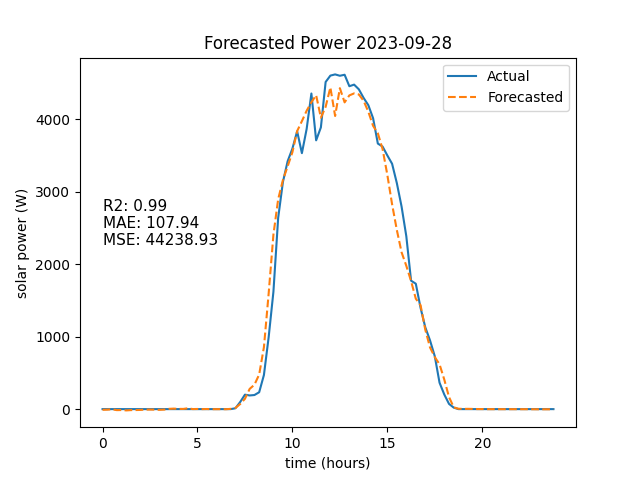 Forecasted Power 2023-09-28
Actual
Forecasted
R2: 0.99
MAE: 107.94
MSE: 44238.93
solar power (W)
4000
3000
2000
1000
0
0 5 10 15 20
time (hours)